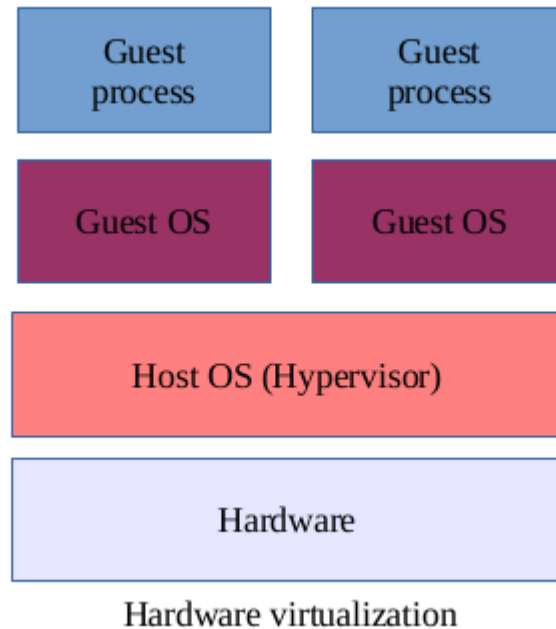 Guest Guest
process process
Guest OS Guest OS
Host OS (Hypervisor)
Hardware
Hardware virtualization